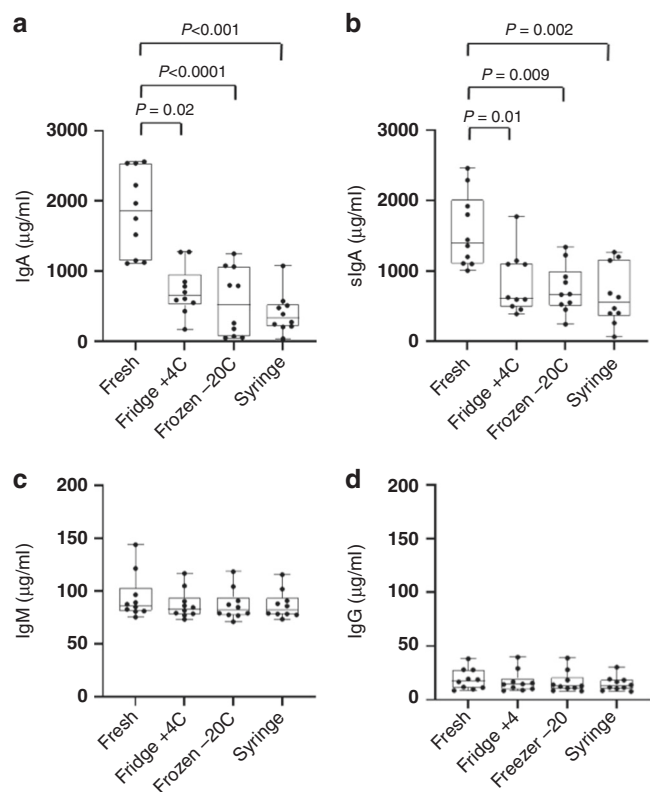 a
P<0.001
P<0.0001
P = 0.02
3000
2000
1000
0
IgA (µg/ml)
Fresh
Fridge +4C
Frozen –20C
Syringe
b
P = 0.002
P = 0.009
P = 0.01
3000
2000
1000
0
sIgA (µg/ml)
Fresh
Fridge +4C
Frozen –20C
Syringe
c
200
150
100
50
0
IgM (µg/ml)
Fresh
Fridge +4C
Frozen –20C
Syringe
d
200
150
100
50
0
IgG (µg/ml)
Fresh
Fridge +4
Freezer –20
Syringe